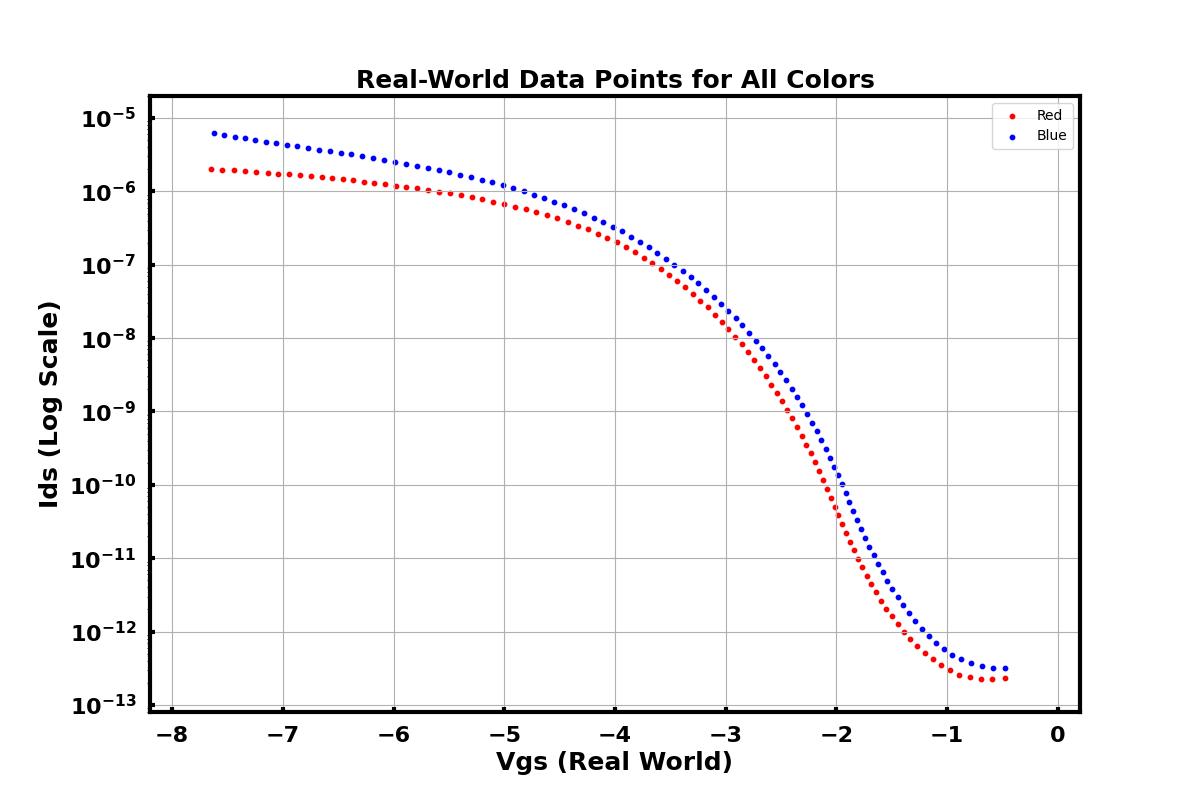 Real-World Data Points for All Colors
Red
Blue
10⁻⁵
10⁻⁶
10⁻⁷
10⁻⁸
10⁻⁹
10⁻¹⁰
10⁻¹¹
10⁻¹²
10⁻¹³
Ids (Log Scale)
−8 −7 −6 −5 −4 −3 −2 −1 0
Vgs (Real World)